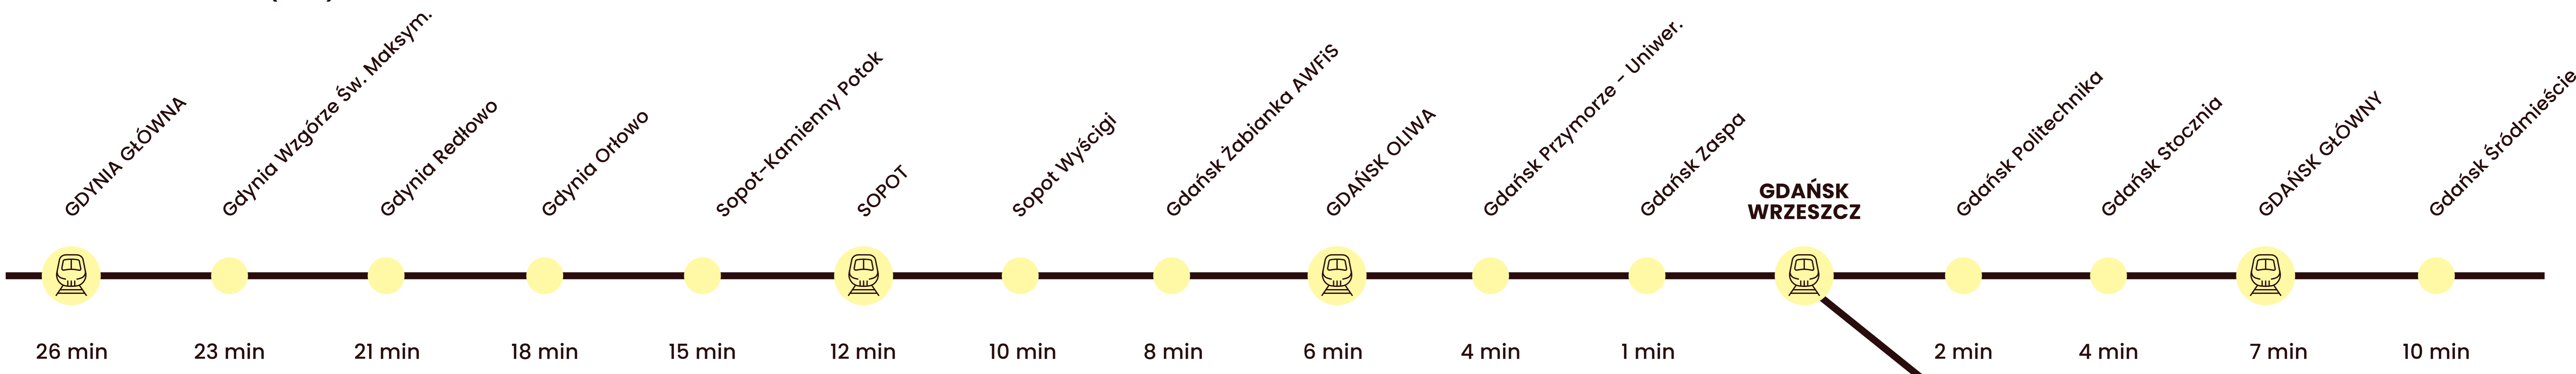 GDYNIA GŁÓWNA
Gdynia Wzgórze Św. Maksym.
Gdynia Redłowo
Gdynia Orłowo
Sopot-Kamienny Potok
SOPOT
Sopot Wyścigi
Gdańsk Żabianka AWFiS
GDAŃSK OLIWA
Gdańsk Przymorze - Uniwer.
Gdańsk Zaspa
GDAŃSK
WRZESZCZ
Gdańsk Politechnika
Gdańsk Stocznia
GDAŃSK GŁÓWNY
Gdańsk Śródmieście
26 min
23 min
21 min
18 min
15 min
12 min
10 min
8 min
6 min
4 min
1 min
2 min
4 min
7 min
10 min